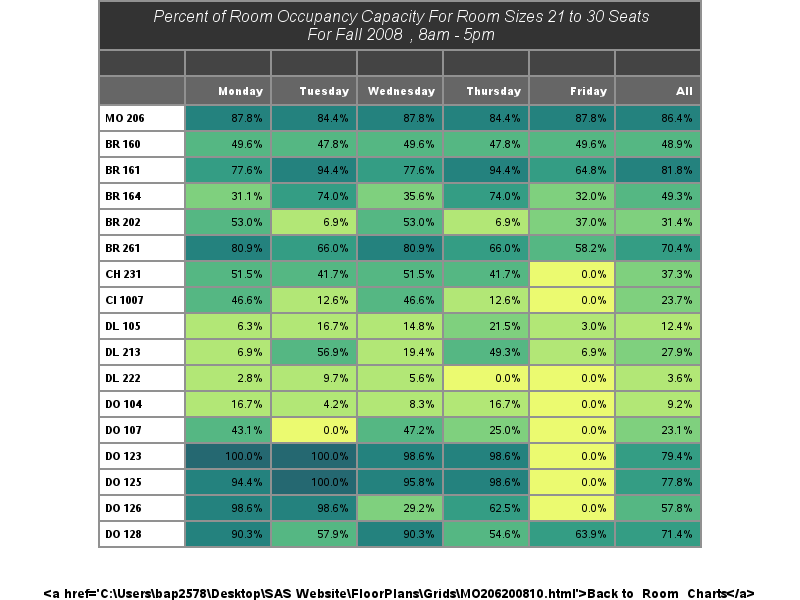 Percent of Room Occupancy Capacity For Room Sizes 21 to 30 Seats
For Fall 2008 , 8am - 5pm
Monday Tuesday Wednesday Thursday Friday All
MO 206 87.8% 84.4% 87.8% 84.4% 87.8% 86.4%
BR 160 49.6% 47.8% 49.6% 47.8% 49.6% 48.9%
BR 161 77.6% 94.4% 77.6% 94.4% 64.8% 81.8%
BR 164 31.1% 74.0% 35.6% 74.0% 32.0% 49.3%
BR 202 53.0% 6.9% 53.0% 6.9% 37.0% 31.4%
BR 261 80.9% 66.0% 80.9% 66.0% 58.2% 70.4%
CH 231 51.5% 41.7% 51.5% 41.7% 0.0% 37.3%
CI 1007 46.6% 12.6% 46.6% 12.6% 0.0% 23.7%
DL 105 6.3% 16.7% 14.8% 21.5% 3.0% 12.4%
DL 213 6.9% 56.9% 19.4% 49.3% 6.9% 27.9%
DL 222 2.8% 9.7% 5.6% 0.0% 0.0% 3.6%
DO 104 16.7% 4.2% 8.3% 16.7% 0.0% 9.2%
DO 107 43.1% 0.0% 47.2% 25.0% 0.0% 23.1%
DO 123 100.0% 100.0% 98.6% 98.6% 0.0% 79.4%
DO 125 94.4% 100.0% 95.8% 98.6% 0.0% 77.8%
DO 126 98.6% 98.6% 29.2% 62.5% 0.0% 57.8%
DO 128 90.3% 57.9% 90.3% 54.6% 63.9% 71.4%
<a href='C:\Users\bap2578\Desktop\SAS Website\FloorPlans\Grids\MO206200810.html'>Back to Room Charts</a>